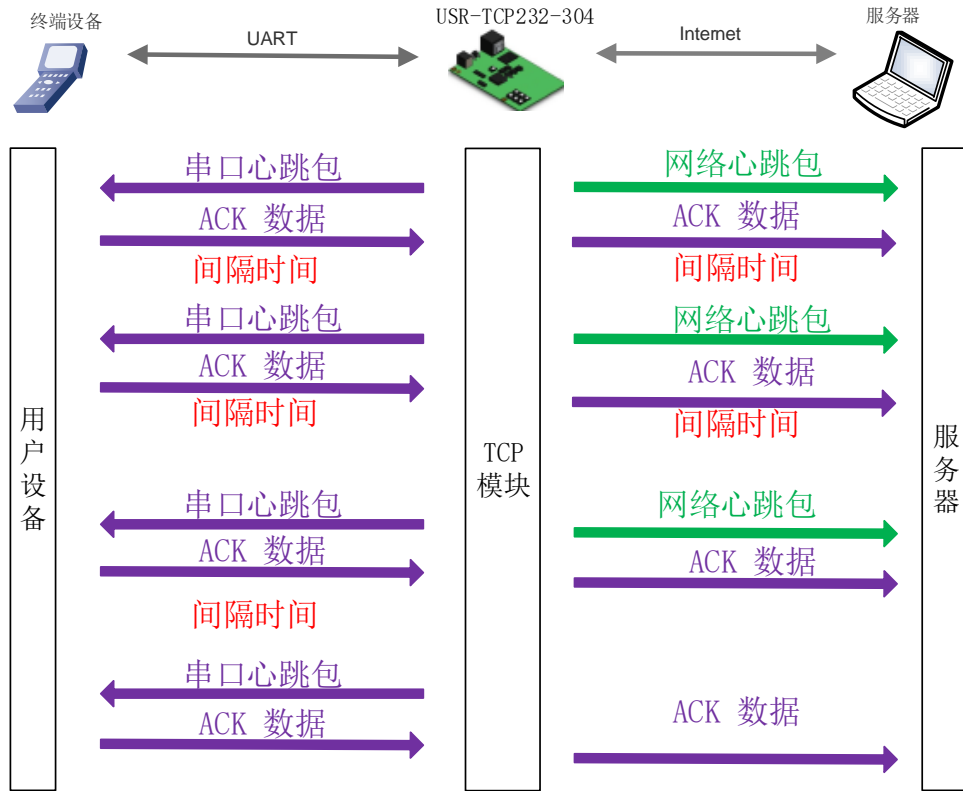 终端设备
USR-TCP232-304
服务器
UART
Internet
串口心跳包
网络心跳包
ACK 数据
ACK 数据
间隔时间
间隔时间
串口心跳包
网络心跳包
ACK 数据
ACK 数据
间隔时间
间隔时间
用户设备
TCP
模块
服务器
串口心跳包
网络心跳包
ACK 数据
ACK 数据
间隔时间
串口心跳包
ACK 数据
ACK 数据